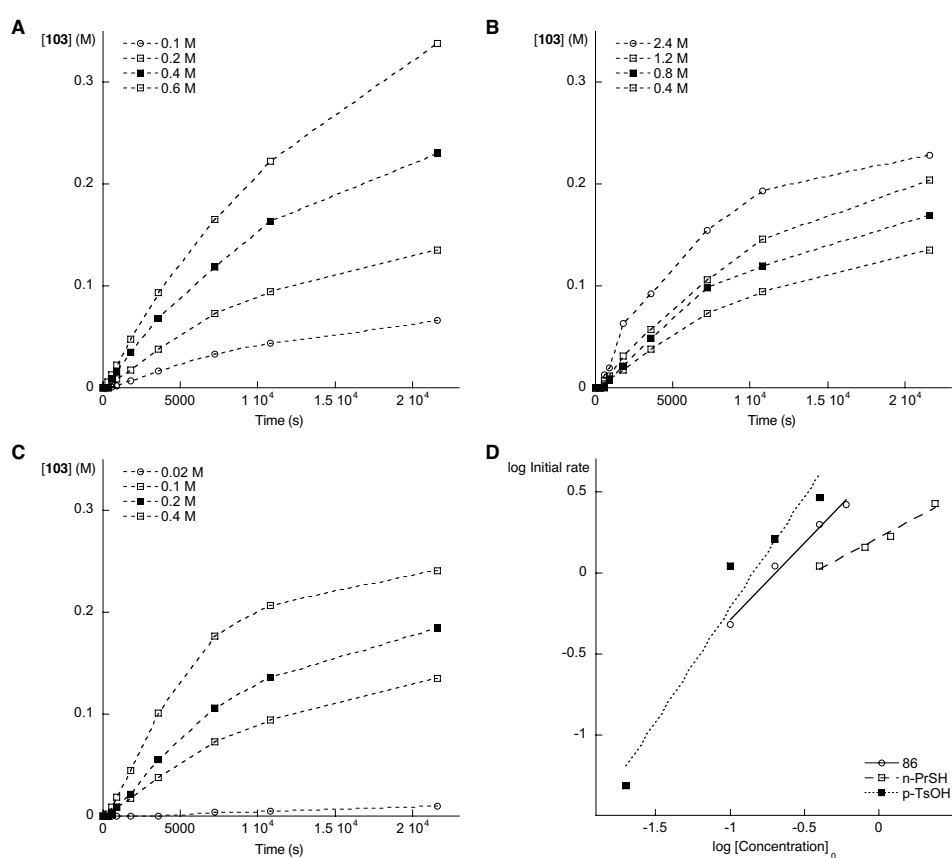 A
[103] (M)
0.1 M
0.2 M
0.4 M
0.6 M
0.3
0.2
0.1
0
0 5000 1 10⁴ 1.5 10⁴ 2 10⁴
Time (s)
B
[103] (M)
2.4 M
1.2 M
0.8 M
0.4 M
0.3
0.2
0.1
0
0 5000 1 10⁴ 1.5 10⁴ 2 10⁴
Time (s)
C
[103] (M)
0.02 M
0.1 M
0.2 M
0.4 M
0.3
0.2
0.1
0
0 5000 1 10⁴ 1.5 10⁴ 2 10⁴
Time (s)
D
log Initial rate
0.5
0
-0.5
-1
86
n-PrSH
p-TsOH
-1.5 -1 -0.5 0
log [Concentration]₀